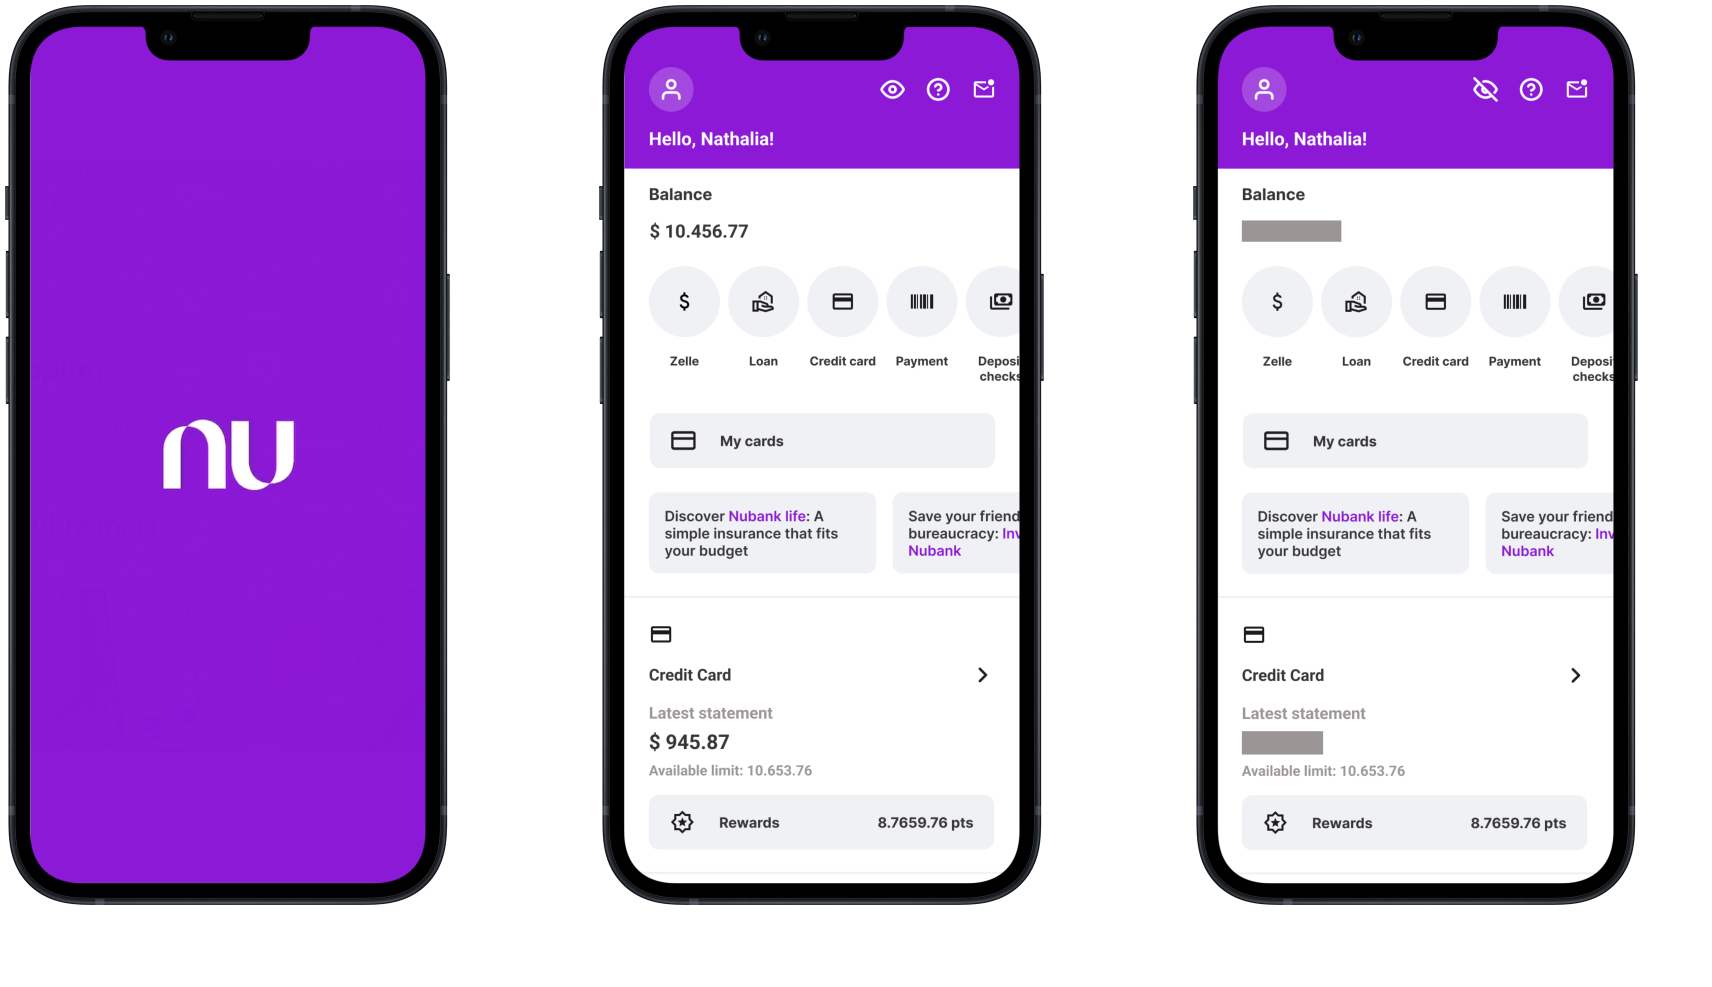 nu
Hello, Nathalia!
Balance
$ 10.456.77
Zelle
Loan
Credit card
Payment
Deposi
checks
My cards
Discover Nubank life: A
simple insurance that fits
your budget
Save your friend
bureaucracy: Inv
Nubank
Credit Card
Latest statement
$ 945.87
Available limit: 10.653.76
Rewards
8.7659.76 pts
Hello, Nathalia!
Balance
Zelle
Loan
Credit card
Payment
Deposi
checks
My cards
Discover Nubank life: A
simple insurance that fits
your budget
Save your friend
bureaucracy: Inv
Nubank
Credit Card
Latest statement
Available limit: 10.653.76
Rewards
8.7659.76 pts